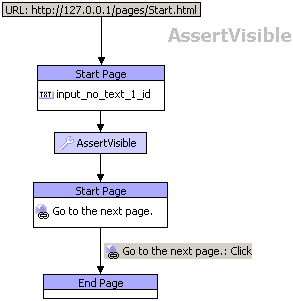 URL: http://127.0.0.1/pages/Start.html
AssertVisible
Start Page
TXT input_no_text_1_id
AssertVisible
Start Page
Go to the next page.
Go to the next page.: Click
End Page